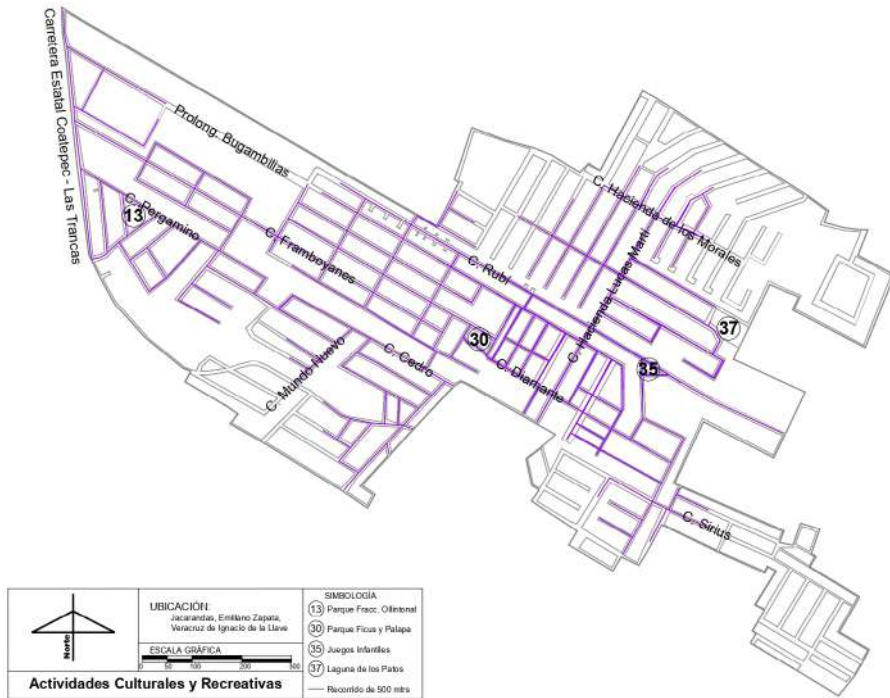 Carretera Estatal Coatepec - Las Trancas
Prolong. Bugambilias
C. Hacienda de los Morales
13
C. Pergamino
C. Framboyanes
C. Rubí
C. Hacienda Lucas Martí
37
30
C. Mundo Nuevo
C. Cedro
C. Diamante
35
C. Sirius
Norte
UBICACIÓN:
Jacarandas, Emiliano Zapata,
Veracruz de Ignacio de la Llave
ESCALA GRÁFICA
0 50 100 200 300
Actividades Culturales y Recreativas
SIMBOLOGÍA
13 Parque Fracc. Ollintonal
30 Parque Ficus y Palapa
35 Juegos Infantiles
37 Laguna de los Patos
Recorrido de 500 mtrs